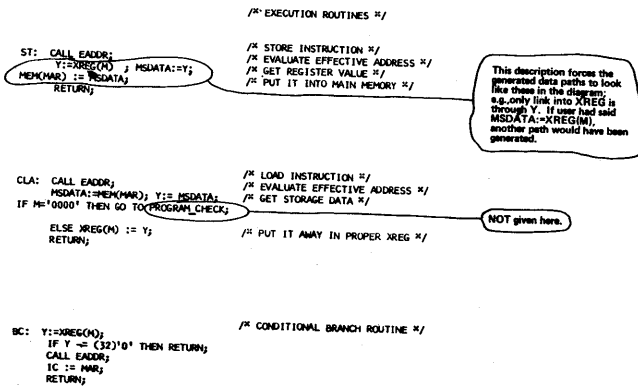 /* EXECUTION ROUTINES */
ST: CALL EADDR; /* STORE INSTRUCTION */
Y:=XREG(M) ; MSDATA:=Y; /* EVALUATE EFFECTIVE ADDRESS */
MEM(MAR) := MSDATA; /* GET REGISTER VALUE */
RETURN; /* PUT IT INTO MAIN MEMORY */
This description forces the
generated data paths to look
like these in the diagram;
e.g.,only link into XREG is
through Y. If user had said
MSDATA:=XREG(M),
another path would have been
generated.
CLA: CALL EADDR; /* LOAD INSTRUCTION */
MSDATA:=MEM(MAR); Y:= MSDATA; /* EVALUATE EFFECTIVE ADDRESS */
IF M='0000' THEN GO TO PROGRAM_CHECK; /* GET STORAGE DATA */
NOT given here.
ELSE XREG(M) := Y; /* PUT IT AWAY IN PROPER XREG */
RETURN;
BC: Y:=XREG(M); /* CONDITIONAL BRANCH ROUTINE */
IF Y ¬= (32)'0' THEN RETURN;
CALL EADDR;
IC := MAR;
RETURN;